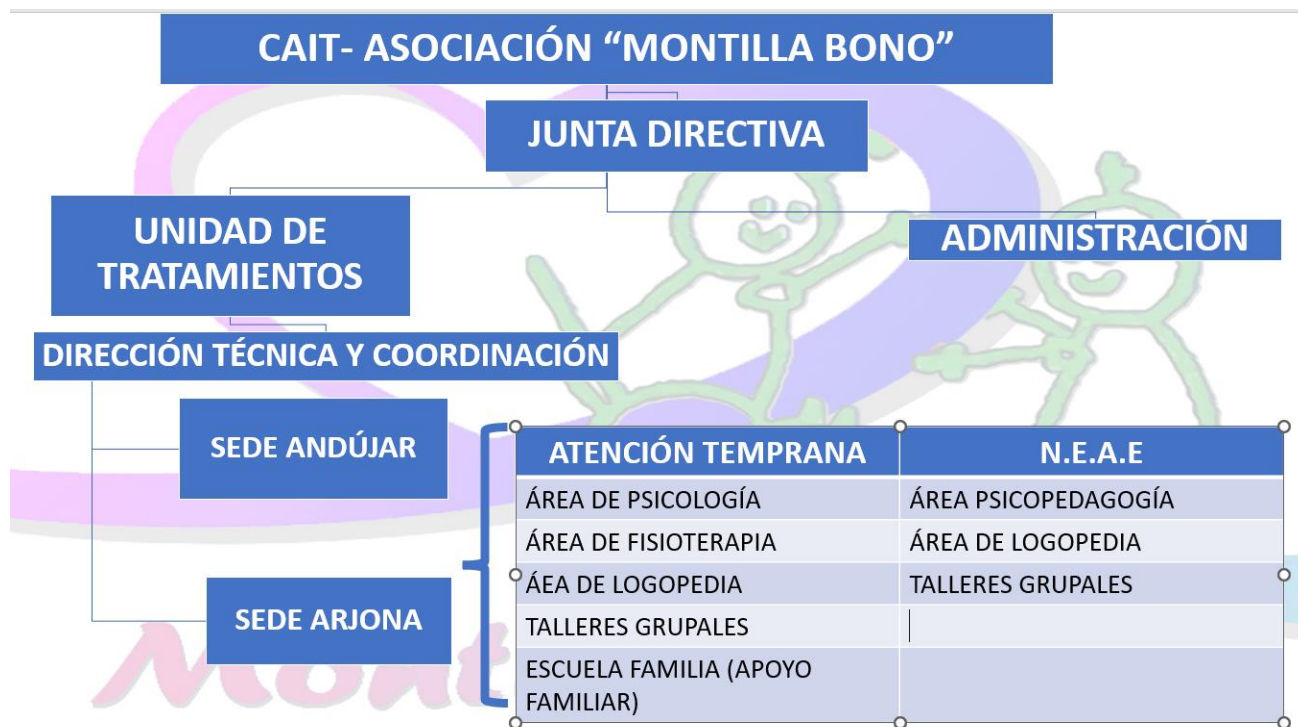 CAIT- ASOCIACIÓN “MONTILLA BONO”
JUNTA DIRECTIVA
UNIDAD DE
TRATAMIENTOS
ADMINISTRACIÓN
DIRECCIÓN TÉCNICA Y COORDINACIÓN
SEDE ANDÚJAR
SEDE ARJONA
ATENCIÓN TEMPRANA N.E.A.E
ÁREA DE PSICOLOGÍA ÁREA PSICOPEDAGOGÍA
ÁREA DE FISIOTERAPIA ÁREA DE LOGOPEDIA
ÁEA DE LOGOPEDIA TALLERES GRUPALES
TALLERES GRUPALES
ESCUELA FAMILIA (APOYO
FAMILIAR)
Mont